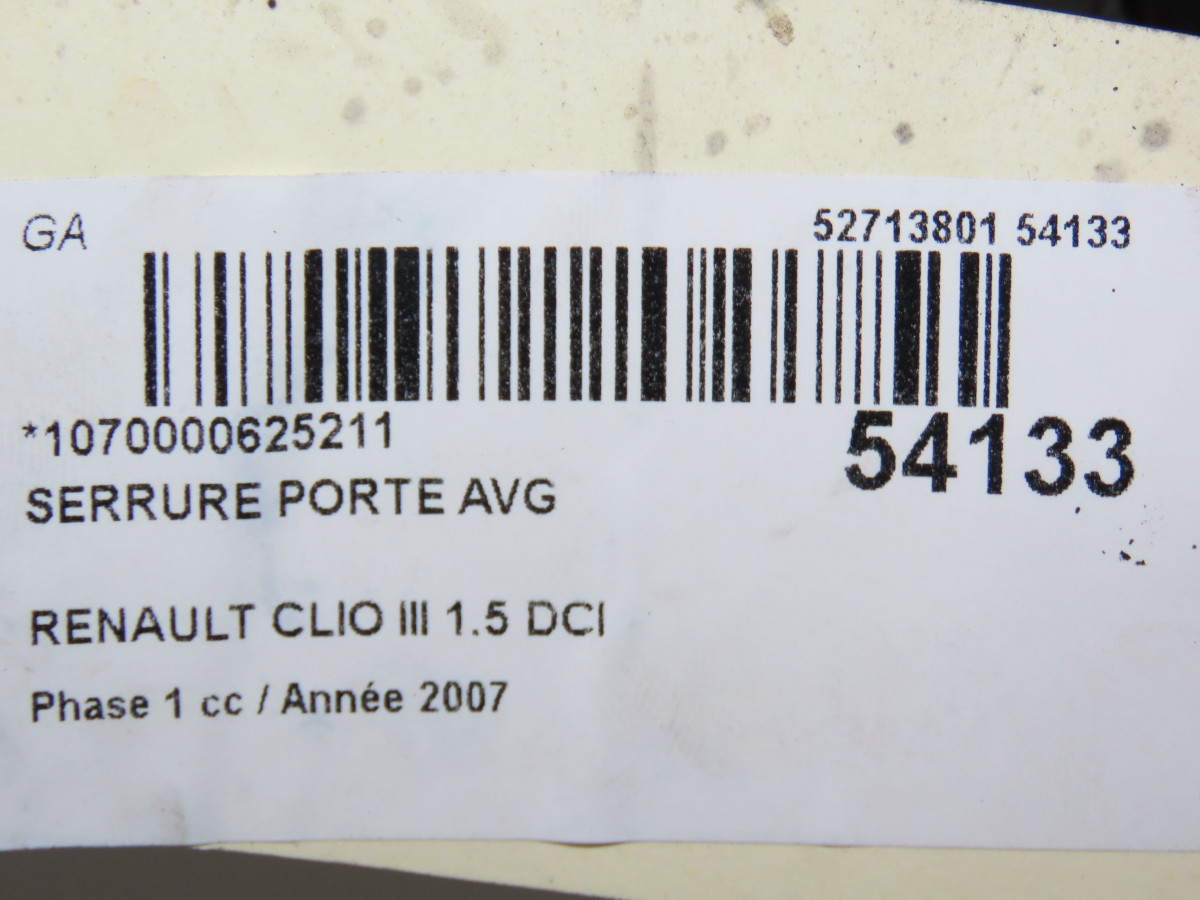 GA
52713801 54133
*1070000625211
54133
SERRURE PORTE AVG
RENAULT CLIO III 1.5 DCI
Phase 1 cc / Année 2007